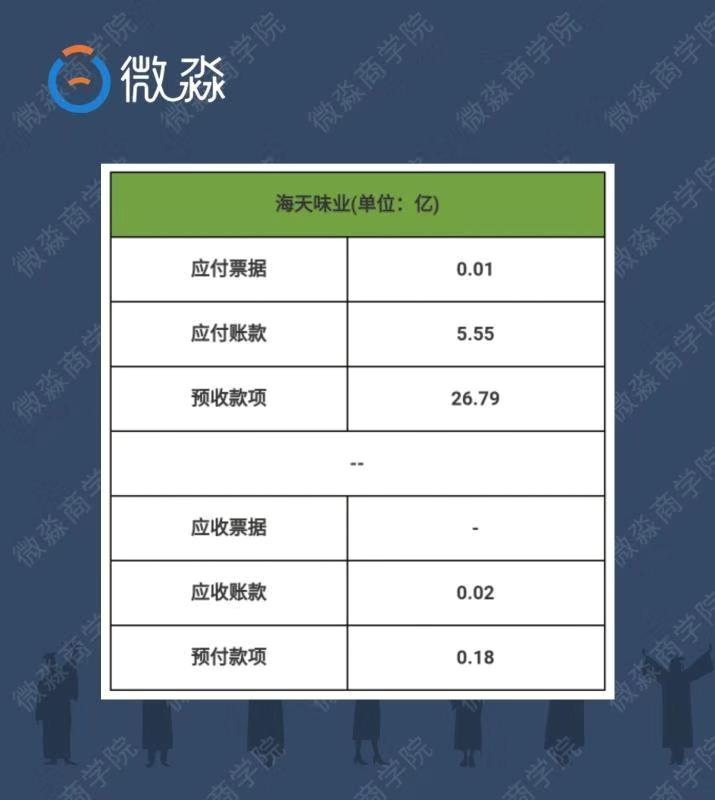 微淼
海天味业(单位：亿)
应付票据 0.01
应付账款 5.55
预收款项 26.79
--
应收票据 -
应收账款 0.02
预付款项 0.18
微淼商学院